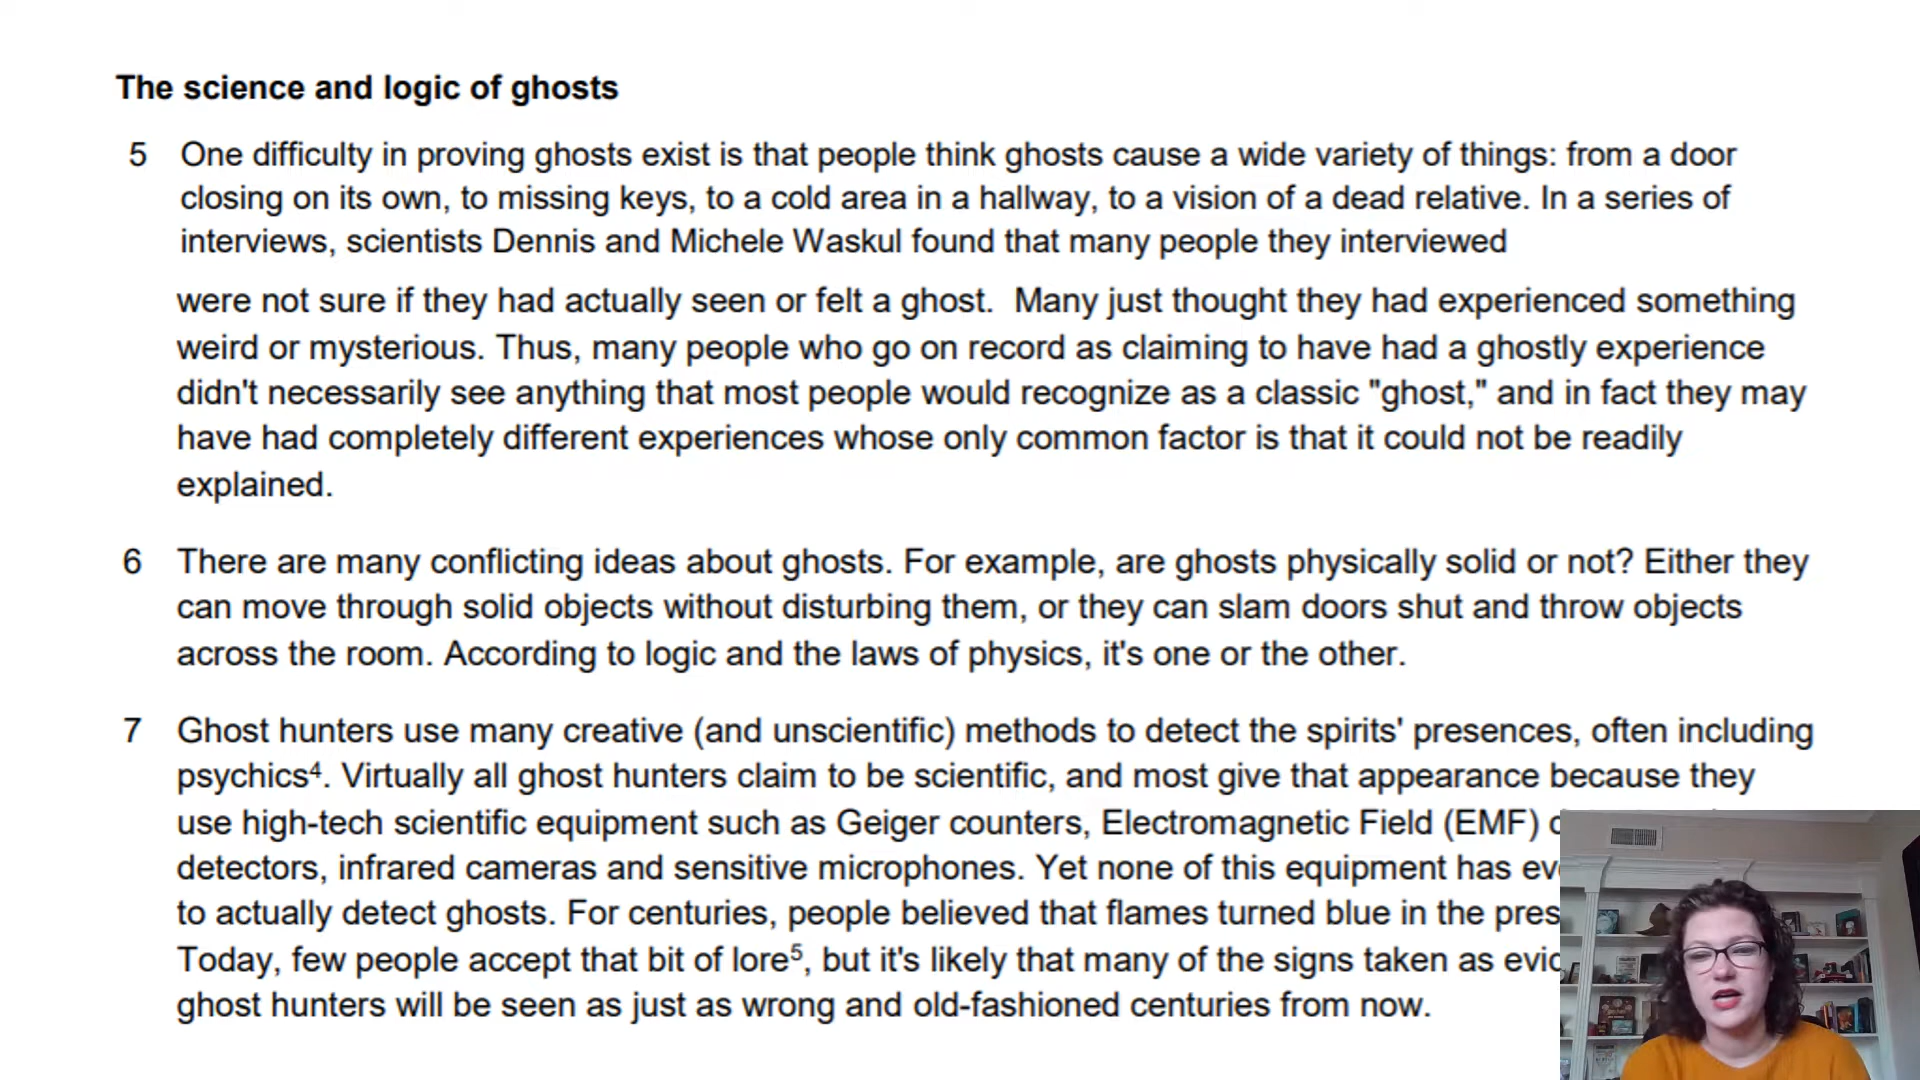 The science and logic of ghosts
5 One difficulty in proving ghosts exist is that people think ghosts cause a wide variety of things: from a door
closing on its own, to missing keys, to a cold area in a hallway, to a vision of a dead relative. In a series of
interviews, scientists Dennis and Michele Waskul found that many people they interviewed
were not sure if they had actually seen or felt a ghost. Many just thought they had experienced something
weird or mysterious. Thus, many people who go on record as claiming to have had a ghostly experience
didn't necessarily see anything that most people would recognize as a classic "ghost," and in fact they may
have had completely different experiences whose only common factor is that it could not be readily
explained.
6 There are many conflicting ideas about ghosts. For example, are ghosts physically solid or not? Either they
can move through solid objects without disturbing them, or they can slam doors shut and throw objects
across the room. According to logic and the laws of physics, it's one or the other.
7 Ghost hunters use many creative (and unscientific) methods to detect the spirits' presences, often including
psychics⁴. Virtually all ghost hunters claim to be scientific, and most give that appearance because they
use high-tech scientific equipment such as Geiger counters, Electromagnetic Field (EMF)
detectors, infrared cameras and sensitive microphones. Yet none of this equipment has
to actually detect ghosts. For centuries, people believed that flames turned blue in the
Today, few people accept that bit of lore⁵, but it's likely that many of the signs taken as
ghost hunters will be seen as just as wrong and old-fashioned centuries from now.